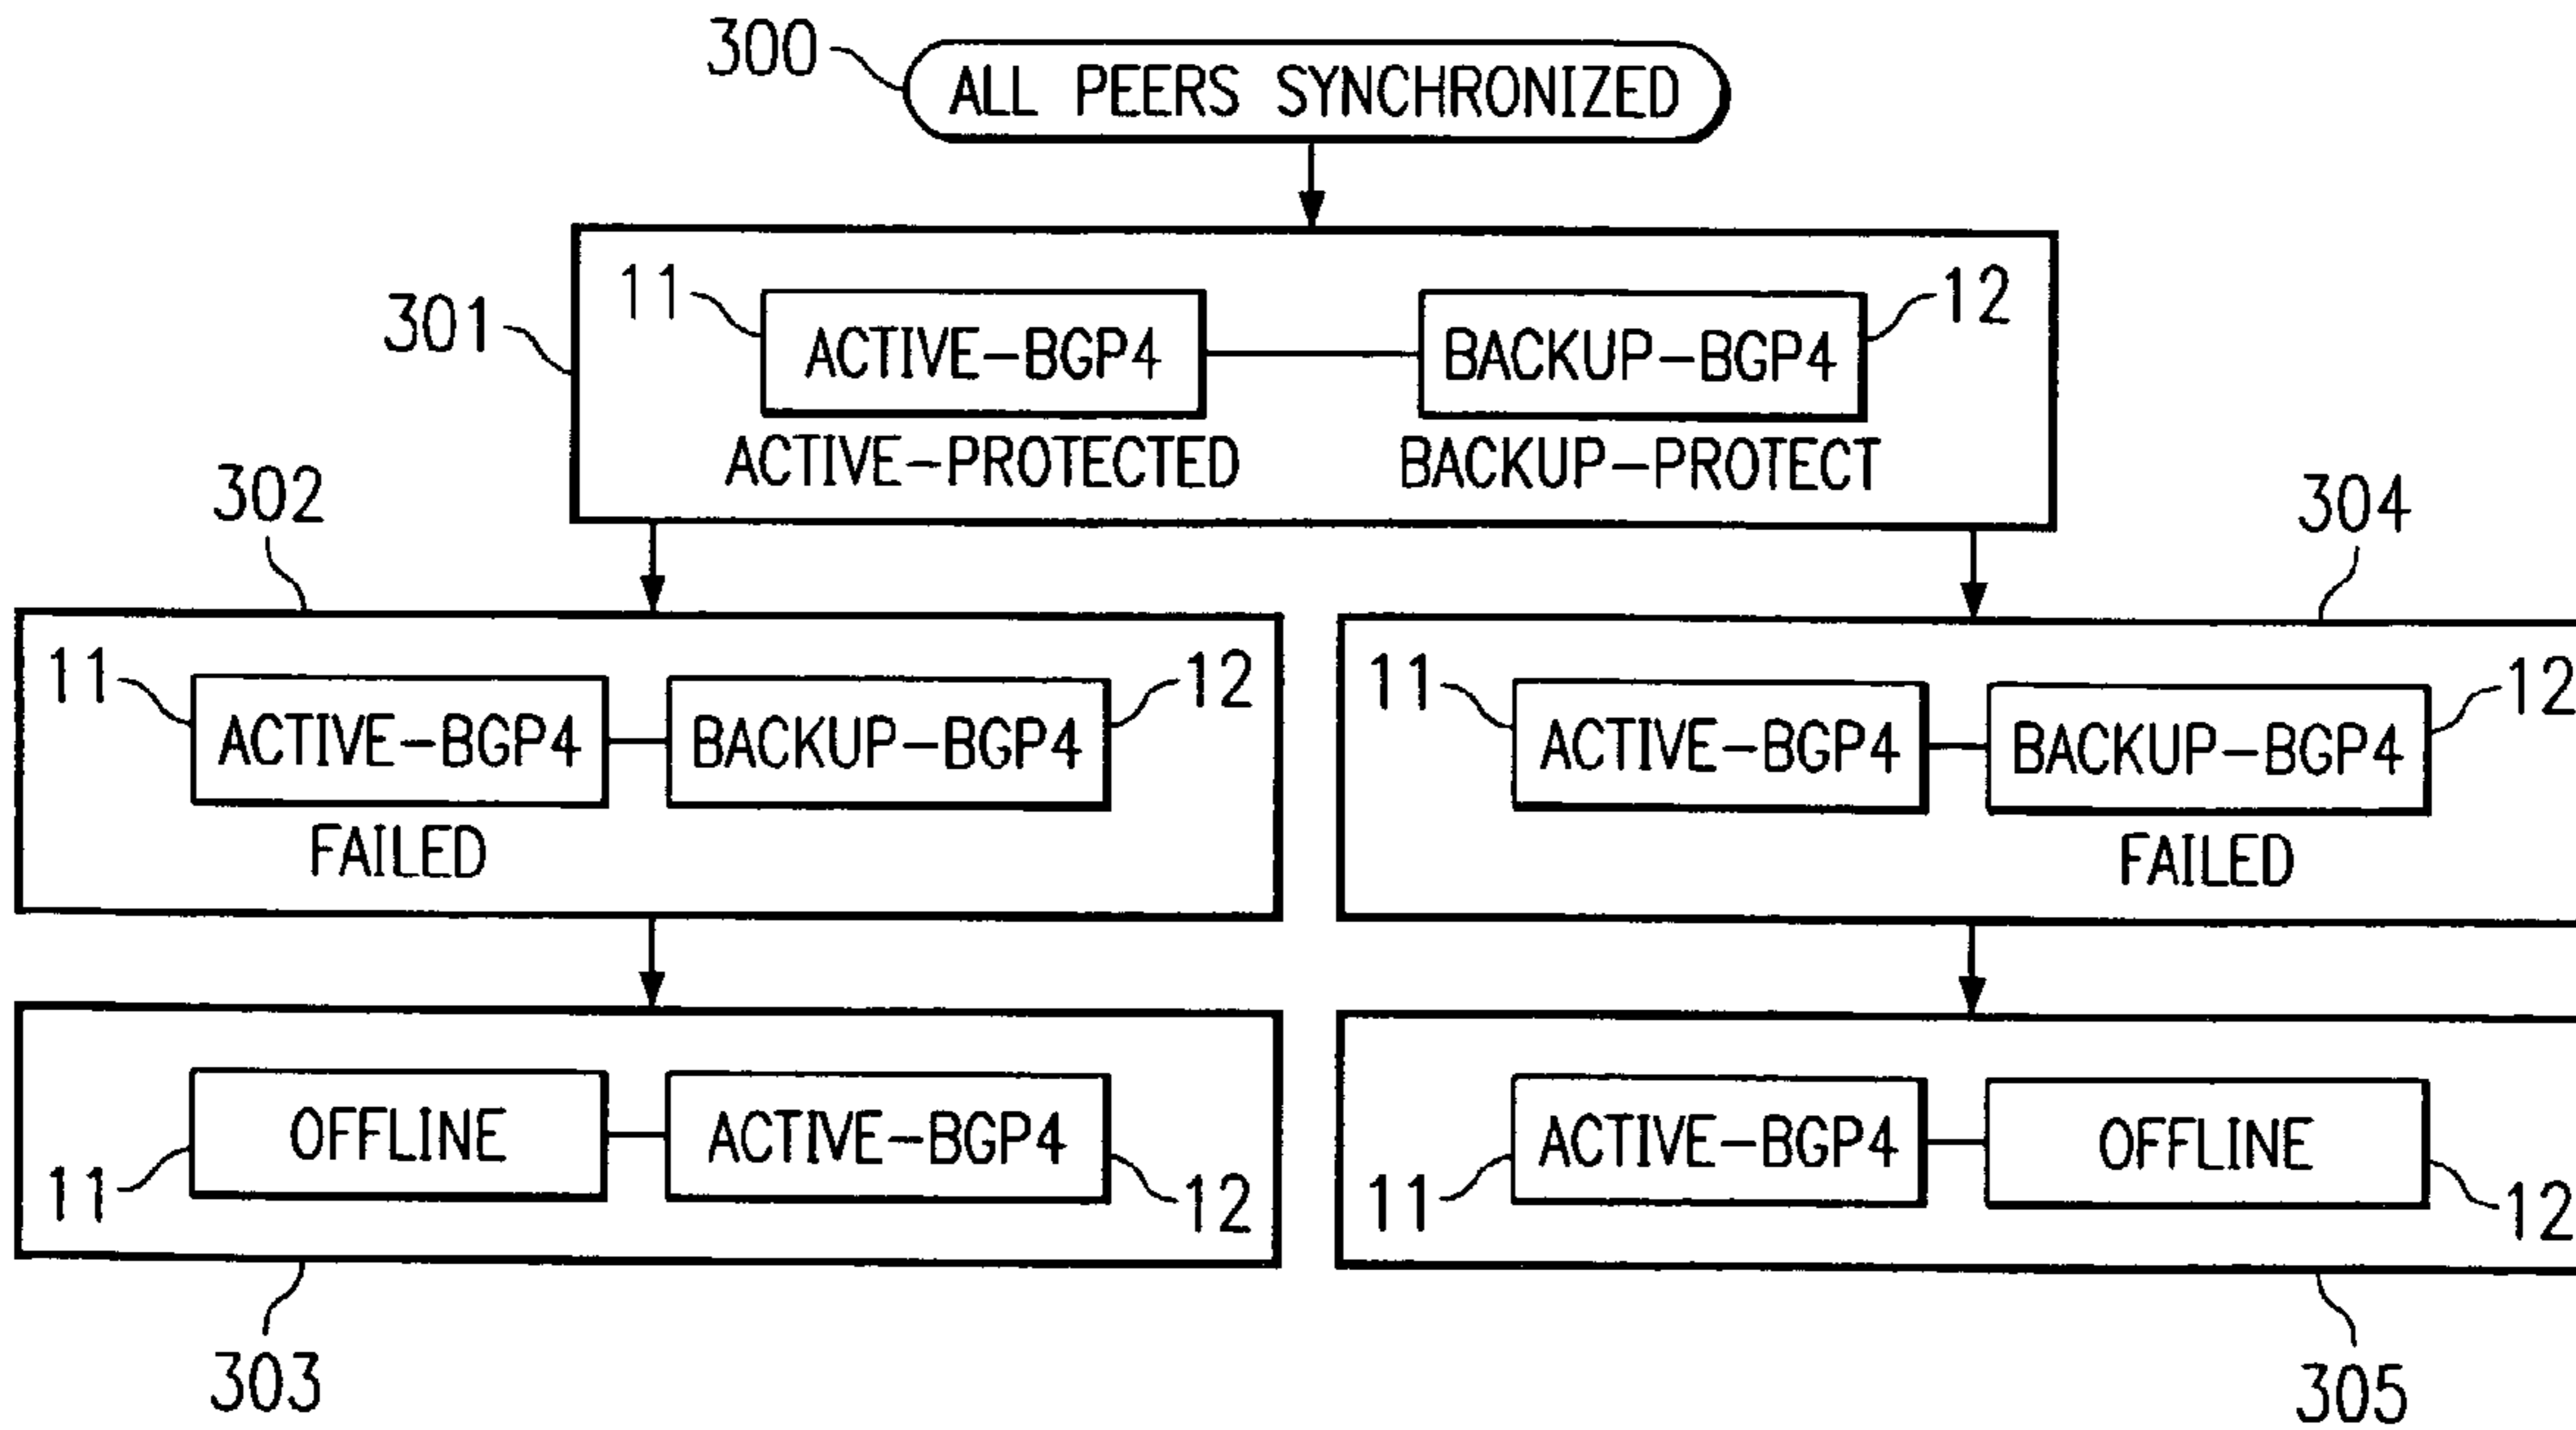 300
ALL PEERS SYNCHRONIZED
301
11
ACTIVE-BGP4
BACKUP-BGP4
12
ACTIVE-PROTECTED
BACKUP-PROTECT
302
304
11
ACTIVE-BGP4
BACKUP-BGP4
12
FAILED
11
ACTIVE-BGP4
BACKUP-BGP4
12
FAILED
11
OFFLINE
ACTIVE-BGP4
12
11
ACTIVE-BGP4
OFFLINE
12
303
305